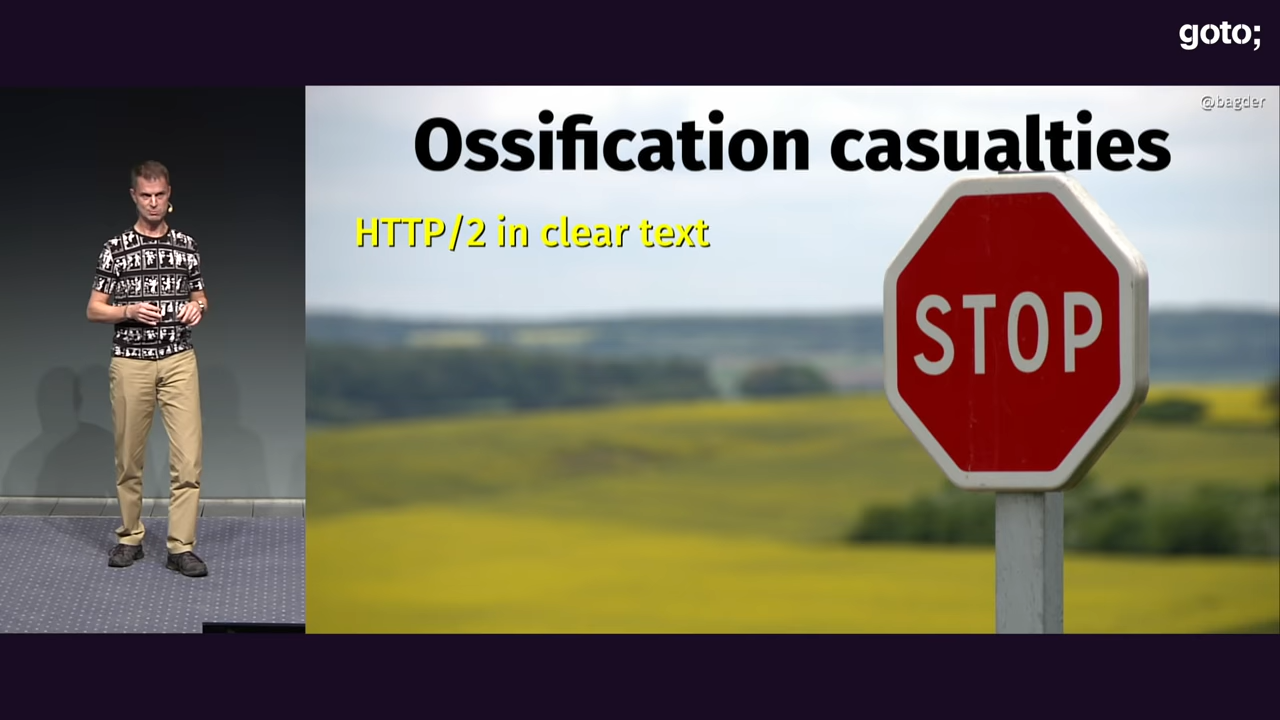 goto;
@bagder
Ossification casualties
HTTP/2 in clear text
STOP